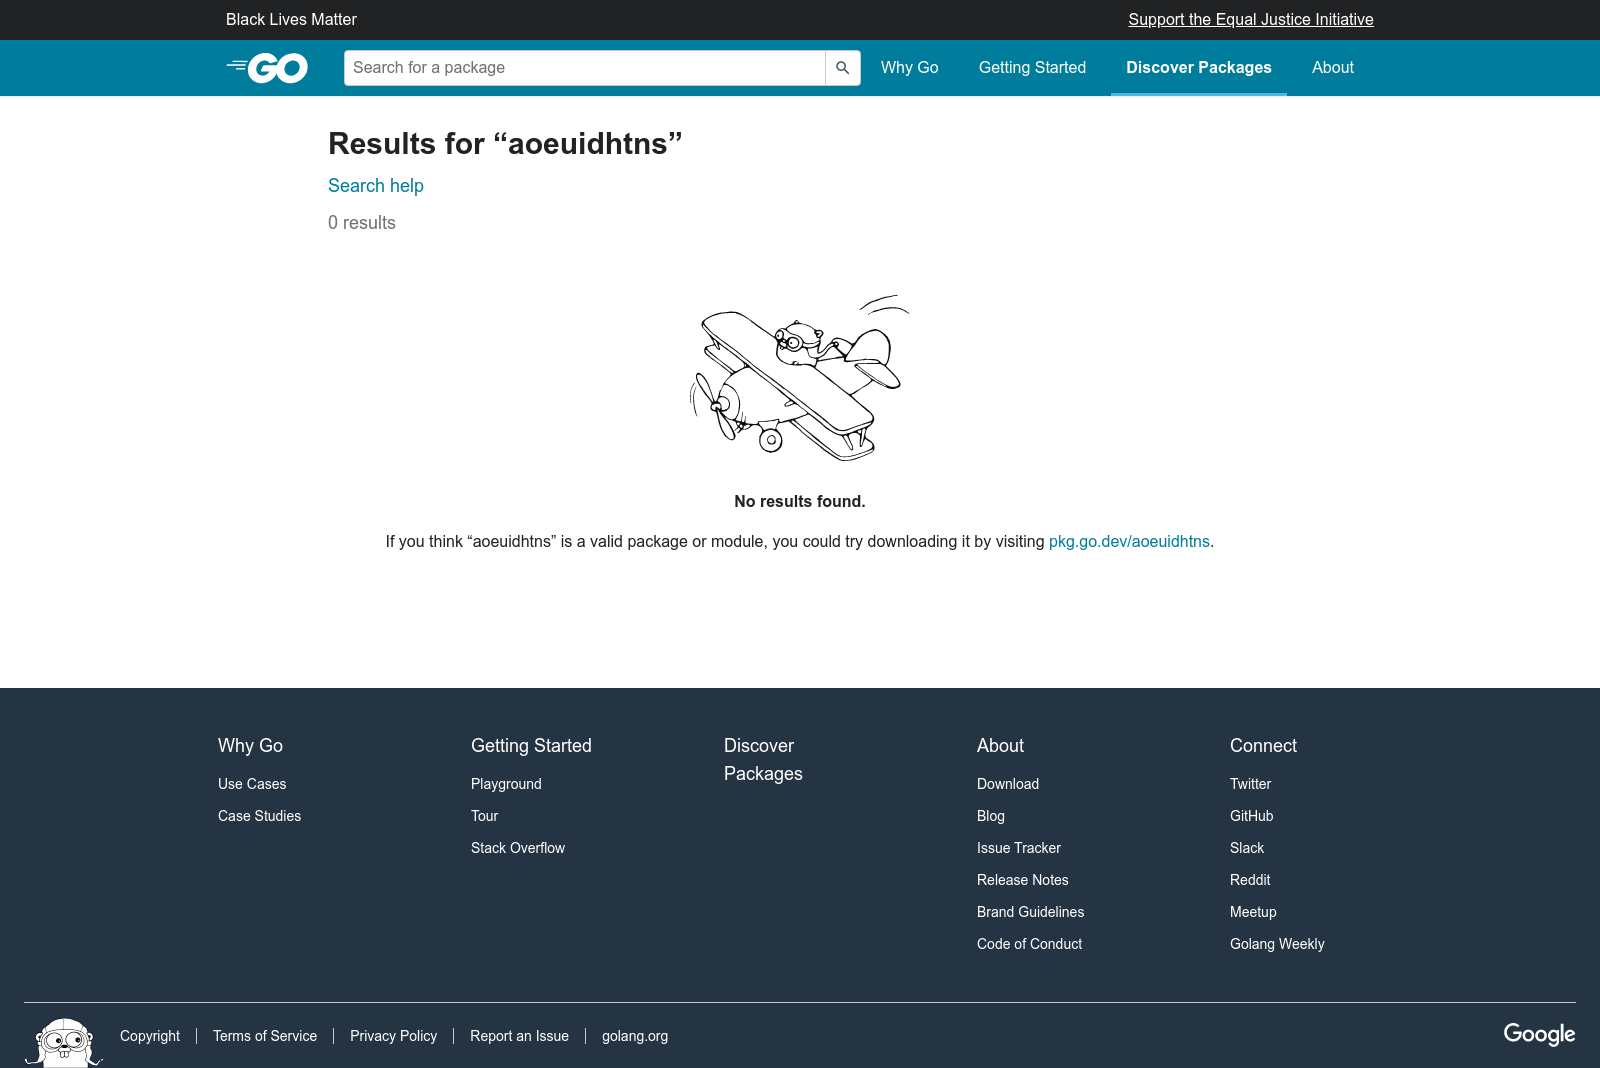 Black Lives Matter
Support the Equal Justice Initiative
GO
Search for a package
Why Go
Getting Started
Discover Packages
About
Results for “aoeuidhtns”
Search help
0 results
No results found.
If you think “aoeuidhtns” is a valid package or module, you could try downloading it by visiting pkg.go.dev/aoeuidhtns.
Why Go
Use Cases
Case Studies
Getting Started
Playground
Tour
Stack Overflow
Discover
Packages
About
Download
Blog
Issue Tracker
Release Notes
Brand Guidelines
Code of Conduct
Connect
Twitter
GitHub
Slack
Reddit
Meetup
Golang Weekly
Copyright
Terms of Service
Privacy Policy
Report an Issue
golang.org
Google